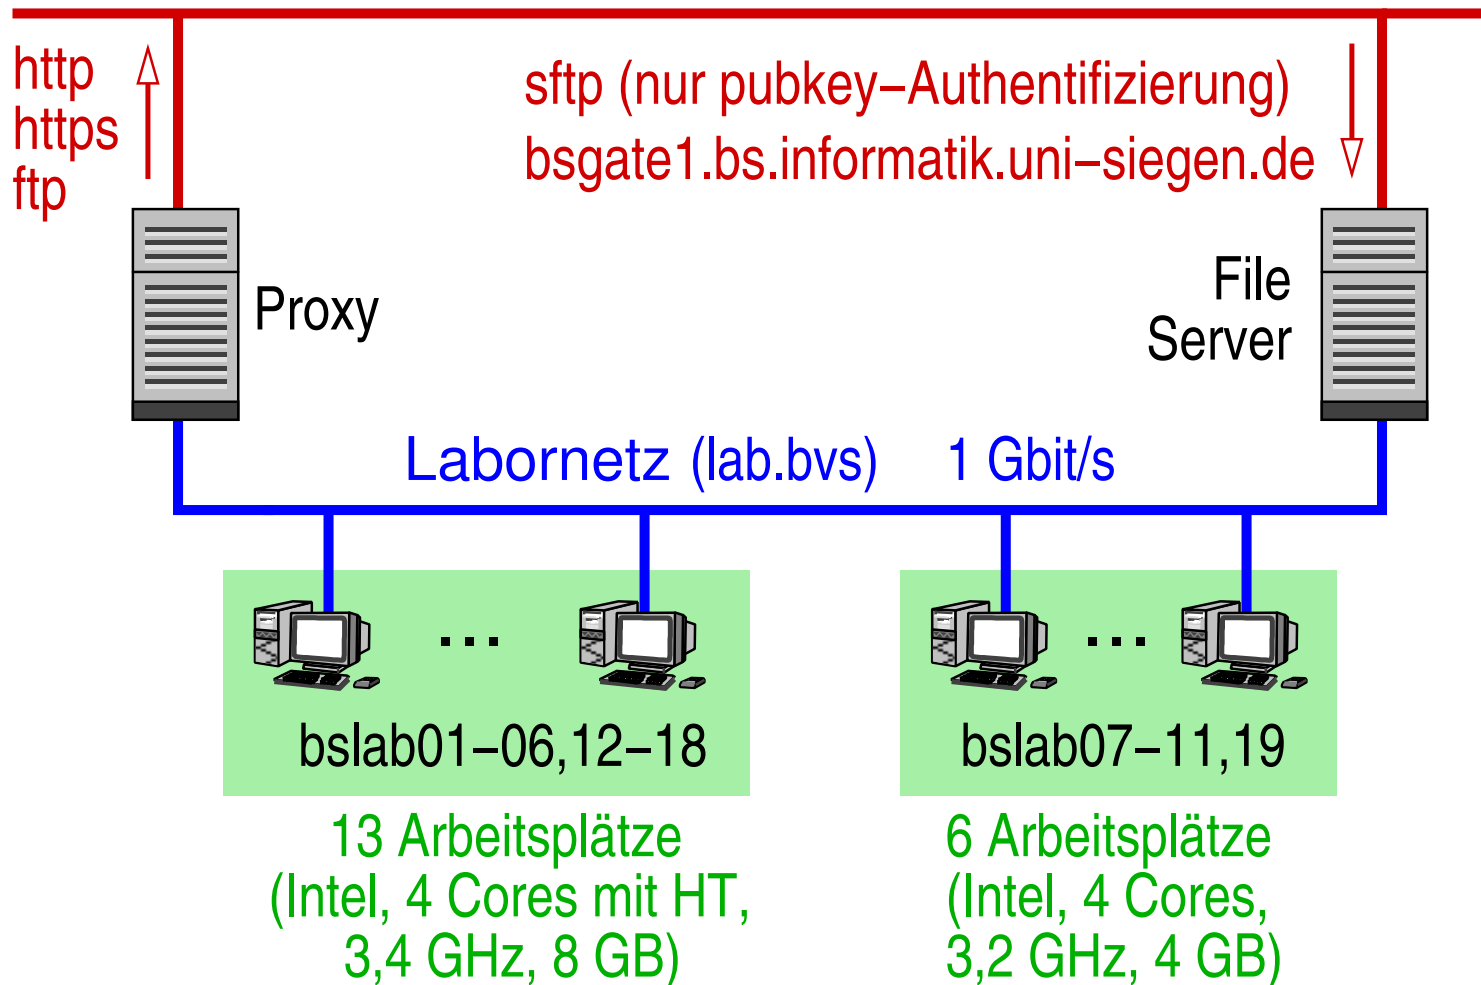 http
https
ftp
sftp (nur pubkey–Authentifizierung)
bsgate1.bs.informatik.uni–siegen.de
Proxy
File
Server
Labornetz (lab.bvs) 1 Gbit/s
...
...
bslab01–06,12–18
bslab07–11,19
13 Arbeitsplätze
(Intel, 4 Cores mit HT,
3,4 GHz, 8 GB)
6 Arbeitsplätze
(Intel, 4 Cores,
3,2 GHz, 4 GB)